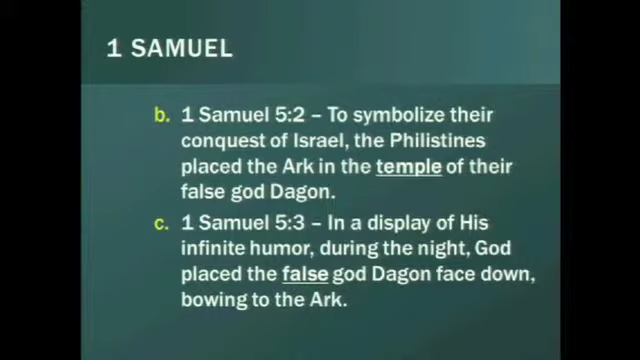 1 SAMUEL
b. 1 Samuel 5:2 – To symbolize their
conquest of Israel, the Philistines
placed the Ark in the temple of their
false god Dagon.
c. 1 Samuel 5:3 – In a display of His
infinite humor, during the night, God
placed the false god Dagon face down,
bowing to the Ark.